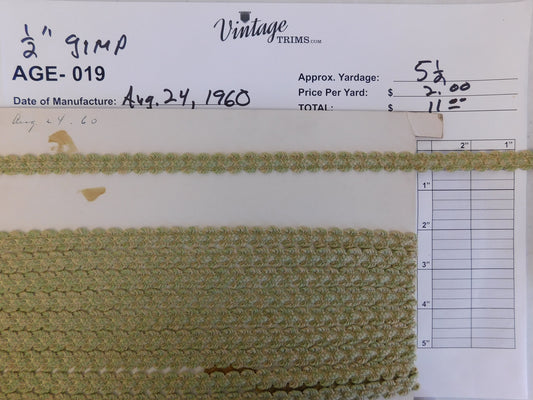 Vintage
TRIMS.COM
½" GIMP
AGE- 019
Approx. Yardage: 5½
Price Per Yard: $ 2.00
Date of Manufacture: Aug. 24, 1960
TOTAL: $ 11 00
Aug 24. 60
2" 1"
1"
2"
3"
4"
5"